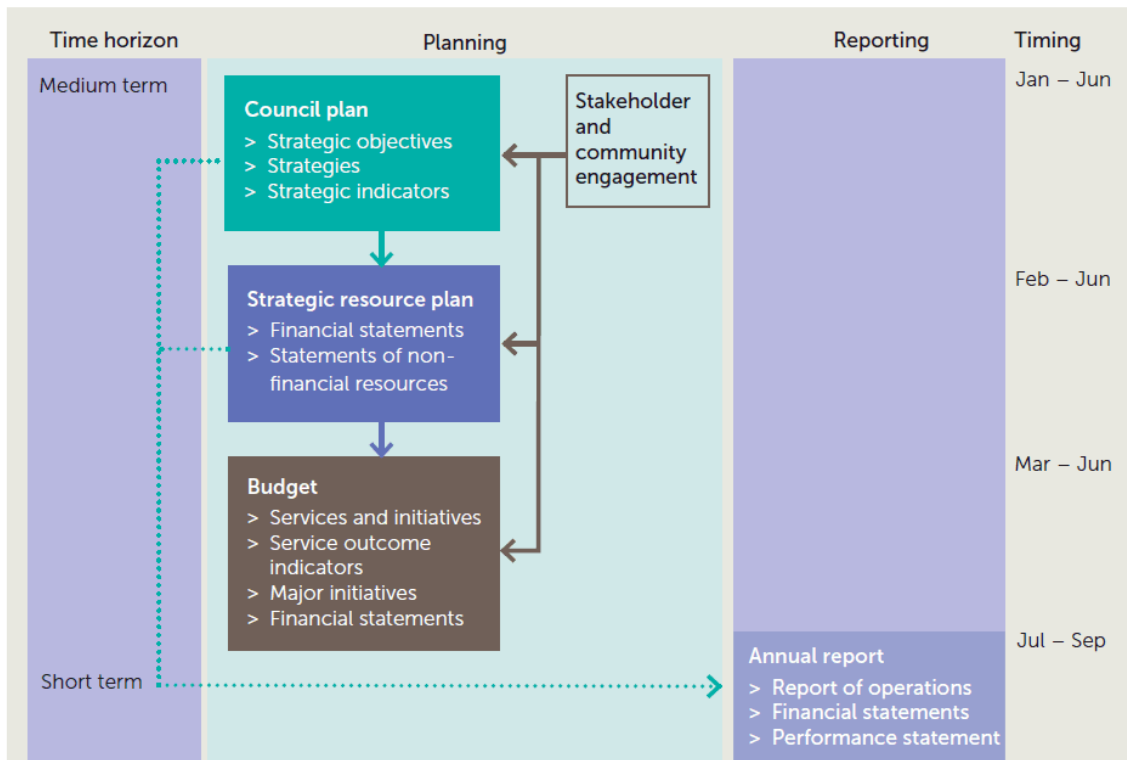 Time horizon
Planning
Reporting
Timing
Medium term
Jan – Jun
Council plan
> Strategic objectives
> Strategies
> Strategic indicators
Stakeholder
and
community
engagement
Feb – Jun
Strategic resource plan
> Financial statements
> Statements of non-
financial resources
Mar – Jun
Budget
> Services and initiatives
> Service outcome
indicators
> Major initiatives
> Financial statements
Jul – Sep
Short term
Annual report
> Report of operations
> Financial statements
> Performance statement